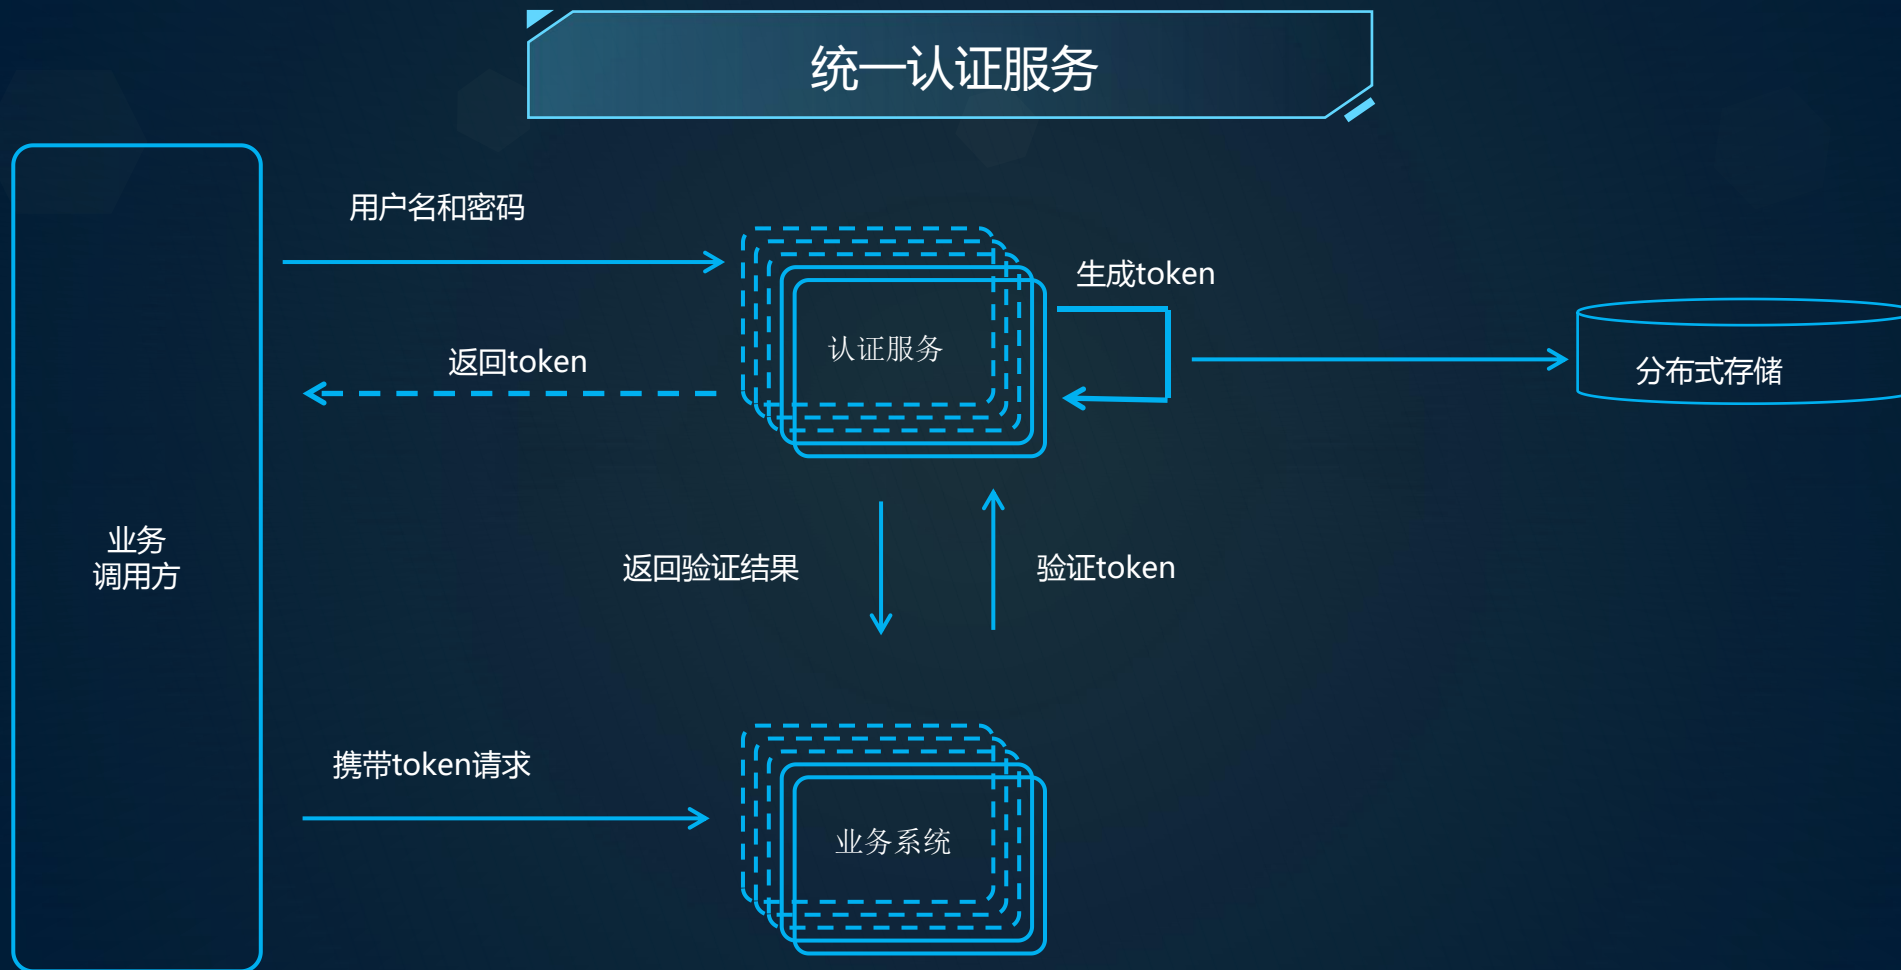 统一认证服务
用户名和密码
生成token
认证服务
返回token
分布式存储
业务
调用方
返回验证结果
验证token
携带token请求
业务系统